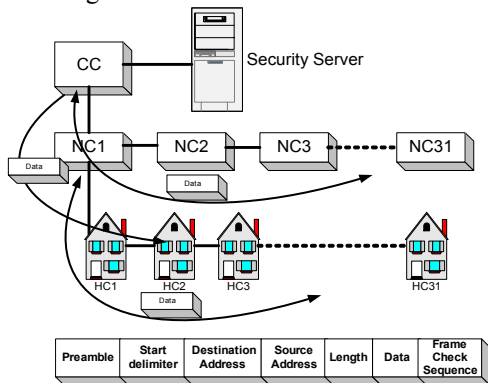 CC
Security Server
NC1
NC2
NC3
NC31
Data
Data
HC1
HC2
HC3
HC31
Data
Preamble
Start
delimiter
Destination
Address
Source
Address
Length
Data
Frame
Check
Sequence